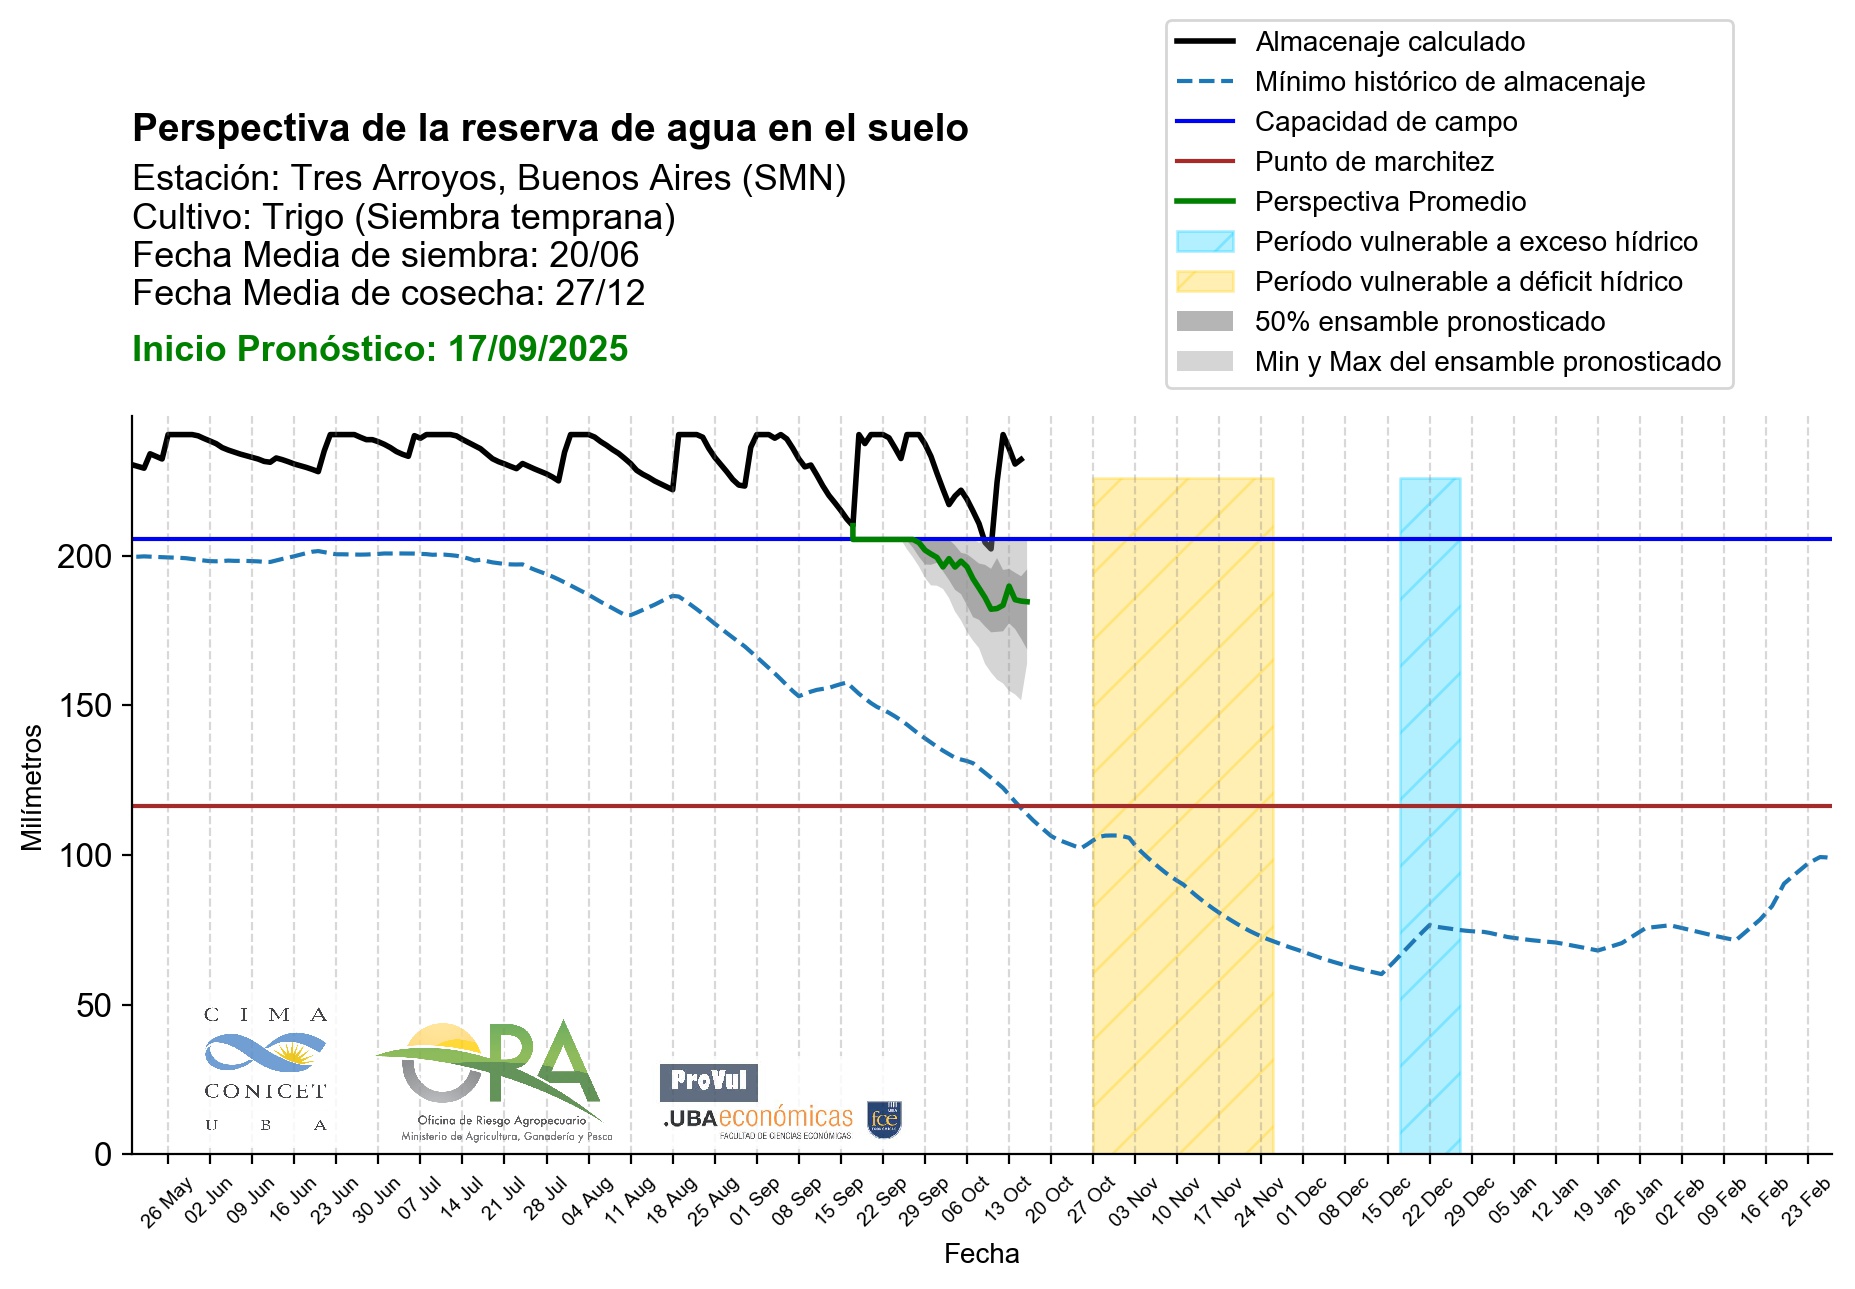 Almacenaje calculado
Mínimo histórico de almacenaje
Capacidad de campo
Punto de marchitez
Perspectiva Promedio
Período vulnerable a exceso hídrico
Período vulnerable a déficit hídrico
50% ensamble pronosticado
Min y Max del ensamble pronosticado
Perspectiva de la reserva de agua en el suelo
Estación: Tres Arroyos, Buenos Aires (SMN)
Cultivo: Trigo (Siembra temprana)
Fecha Media de siembra: 20/06
Fecha Media de cosecha: 27/12
Inicio Pronóstico: 17/09/2025
Milímetros
200
150
100
50
0
CIMA
CONICET
UBA
ORA
Oficina de Riesgo Agropecuario
Ministerio de Agricultura, Ganadería y Pesca
ProVul
.UBAeconómicas
FACULTAD DE CIENCIAS ECONÓMICAS
fce
26 May
02 Jun
09 Jun
16 Jun
23 Jun
30 Jun
07 Jul
14 Jul
21 Jul
28 Jul
04 Aug
11 Aug
18 Aug
25 Aug
01 Sep
08 Sep
15 Sep
22 Sep
29 Sep
06 Oct
13 Oct
20 Oct
27 Oct
03 Nov
10 Nov
17 Nov
24 Nov
01 Dec
08 Dec
15 Dec
22 Dec
29 Dec
05 Jan
12 Jan
19 Jan
26 Jan
02 Feb
09 Feb
16 Feb
23 Feb
Fecha